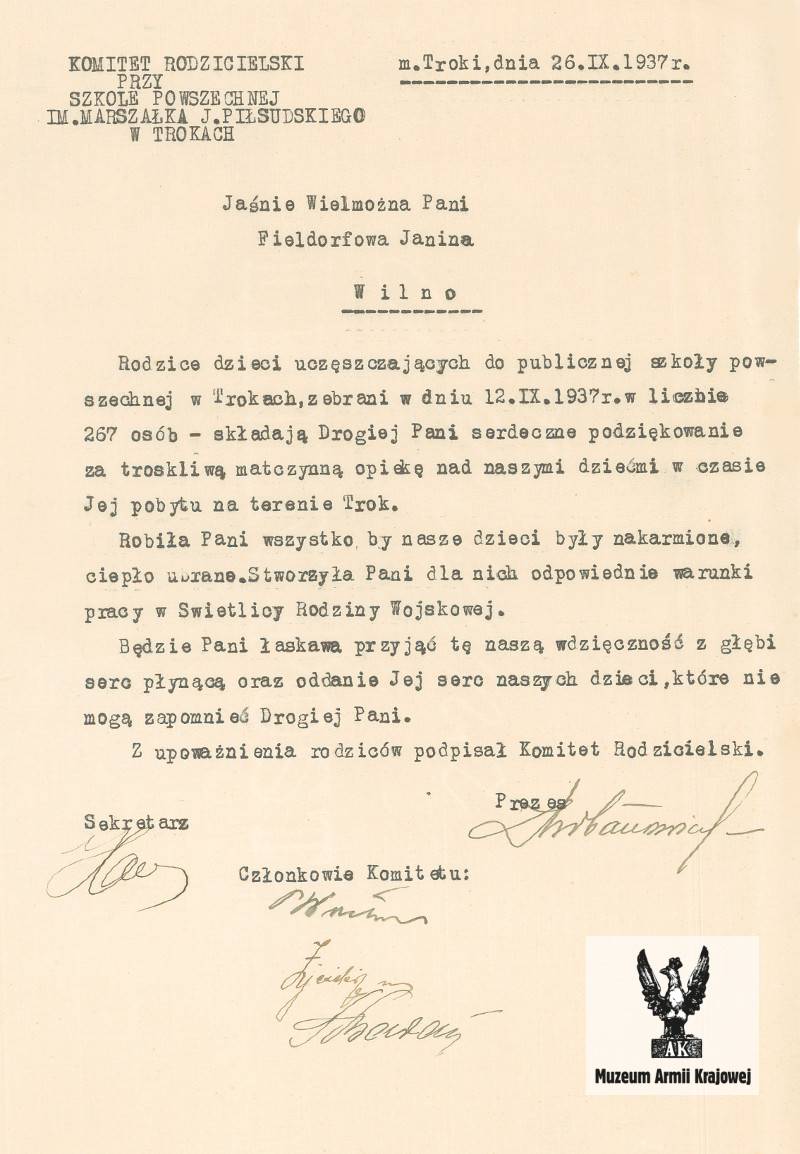 KOMITET RODZICIELSKI
PRZY
SZKOLE POWSZECHNEJ
IM.MARSZAŁKA J.PIŁSUDSKIEGO
W TROKACH
m.Troki,dnia 26.IX.1937r.
Jaśnie Wielmożna Pani
Fieldorfowa Janina
W i l n o
Rodzice dzieci uczęszczających do publicznej szkoły pow-
szechnej w Trokach,zebrani w dniu 12.IX.1937r.w liczbie
267 osób - składają Drogiej Pani serdeczne podziękowanie
za troskliwą matczynną opiekę nad naszymi dziećmi w czasie
Jej pobytu na terenie Trok.
Robiła Pani wszystko by nasze dzieci były nakarmione,
ciepło ubrane.Stworzyła Pani dla nich odpowiednie warunki
pracy w Swietlicy Rodziny Wojskowej.
Będzie Pani łaskawa przyjąć tę naszą wdzięczność z głębi
serc płynącą oraz oddanie Jej serc naszych dzieci,które nie
mogą zapomnieć Drogiej Pani.
Z upoważnienia rodziców podpisał Komitet Rodzicielski.
Prezes
Sekretarz
Członkowie Komitetu:
AK
Muzeum Armii Krajowej